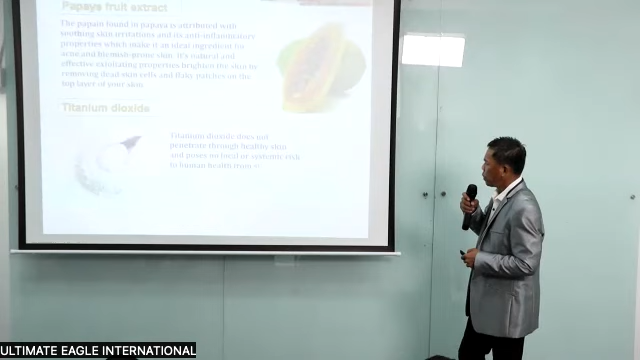 Papaya fruit extract
The papain found in papaya is attributed with
soothing skin irritations and its anti-inflammatory
properties which make it an ideal ingredient for
acne and blemish-prone skin. It's natural and
effective exfoliating properties brighten the skin by
removing dead skin cells and flaky patches on the
top layer of your skin.
Titanium dioxide
Titanium dioxide does not
penetrate through healthy skin
and poses no local or systemic risk
to human health from
ULTIMATE EAGLE INTERNATIONAL